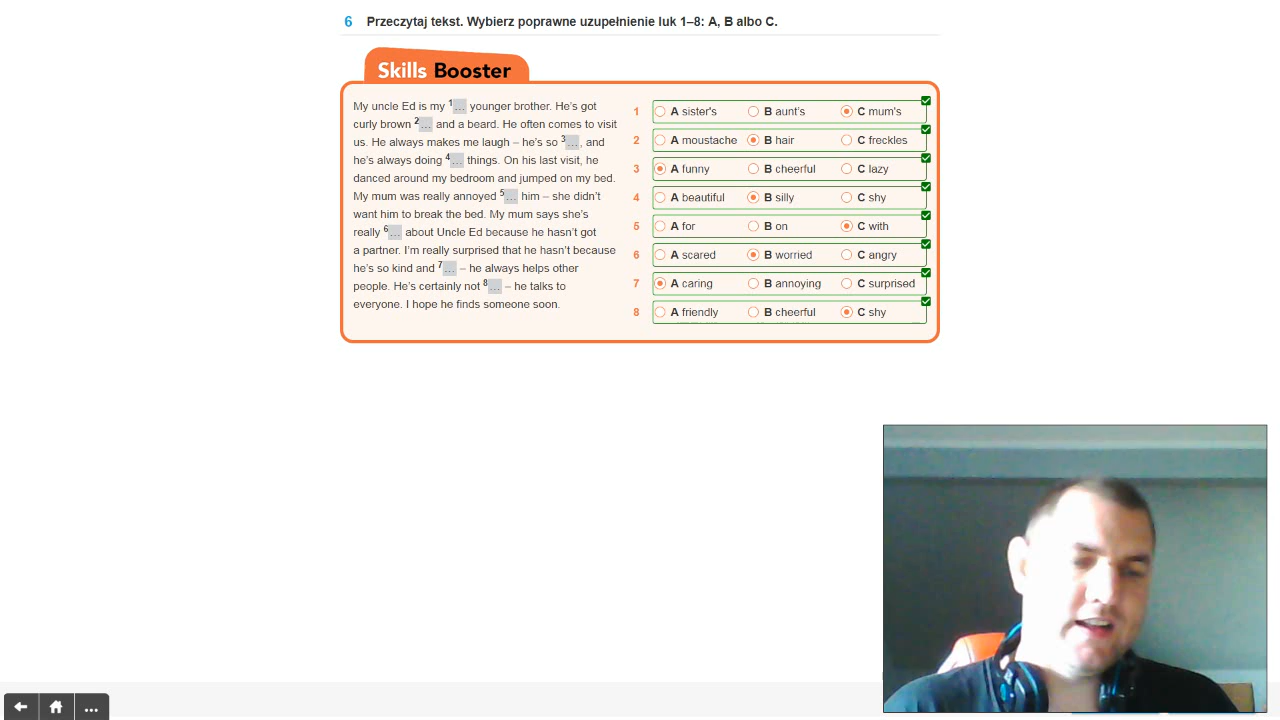 6 Przeczytaj tekst. Wybierz poprawne uzupełnienie luk 1–8: A, B albo C.
Skills Booster
My uncle Ed is my 1... younger brother. He's got
curly brown 2... and a beard. He often comes to visit
us. He always makes me laugh – he's so 3..., and
he's always doing 4... things. On his last visit, he
danced around my bedroom and jumped on my bed.
My mum was really annoyed 5... him – she didn't
want him to break the bed. My mum says she's
really 6... about Uncle Ed because he hasn't got
a partner. I'm really surprised that he hasn't because
he's so kind and 7... – he always helps other
people. He's certainly not 8... – he talks to
everyone. I hope he finds someone soon.
1 A sister's B aunt's C mum's
2 A moustache B hair C freckles
3 A funny B cheerful C lazy
4 A beautiful B silly C shy
5 A for B on C with
6 A scared B worried C angry
7 A caring B annoying C surprised
8 A friendly B cheerful C shy
...